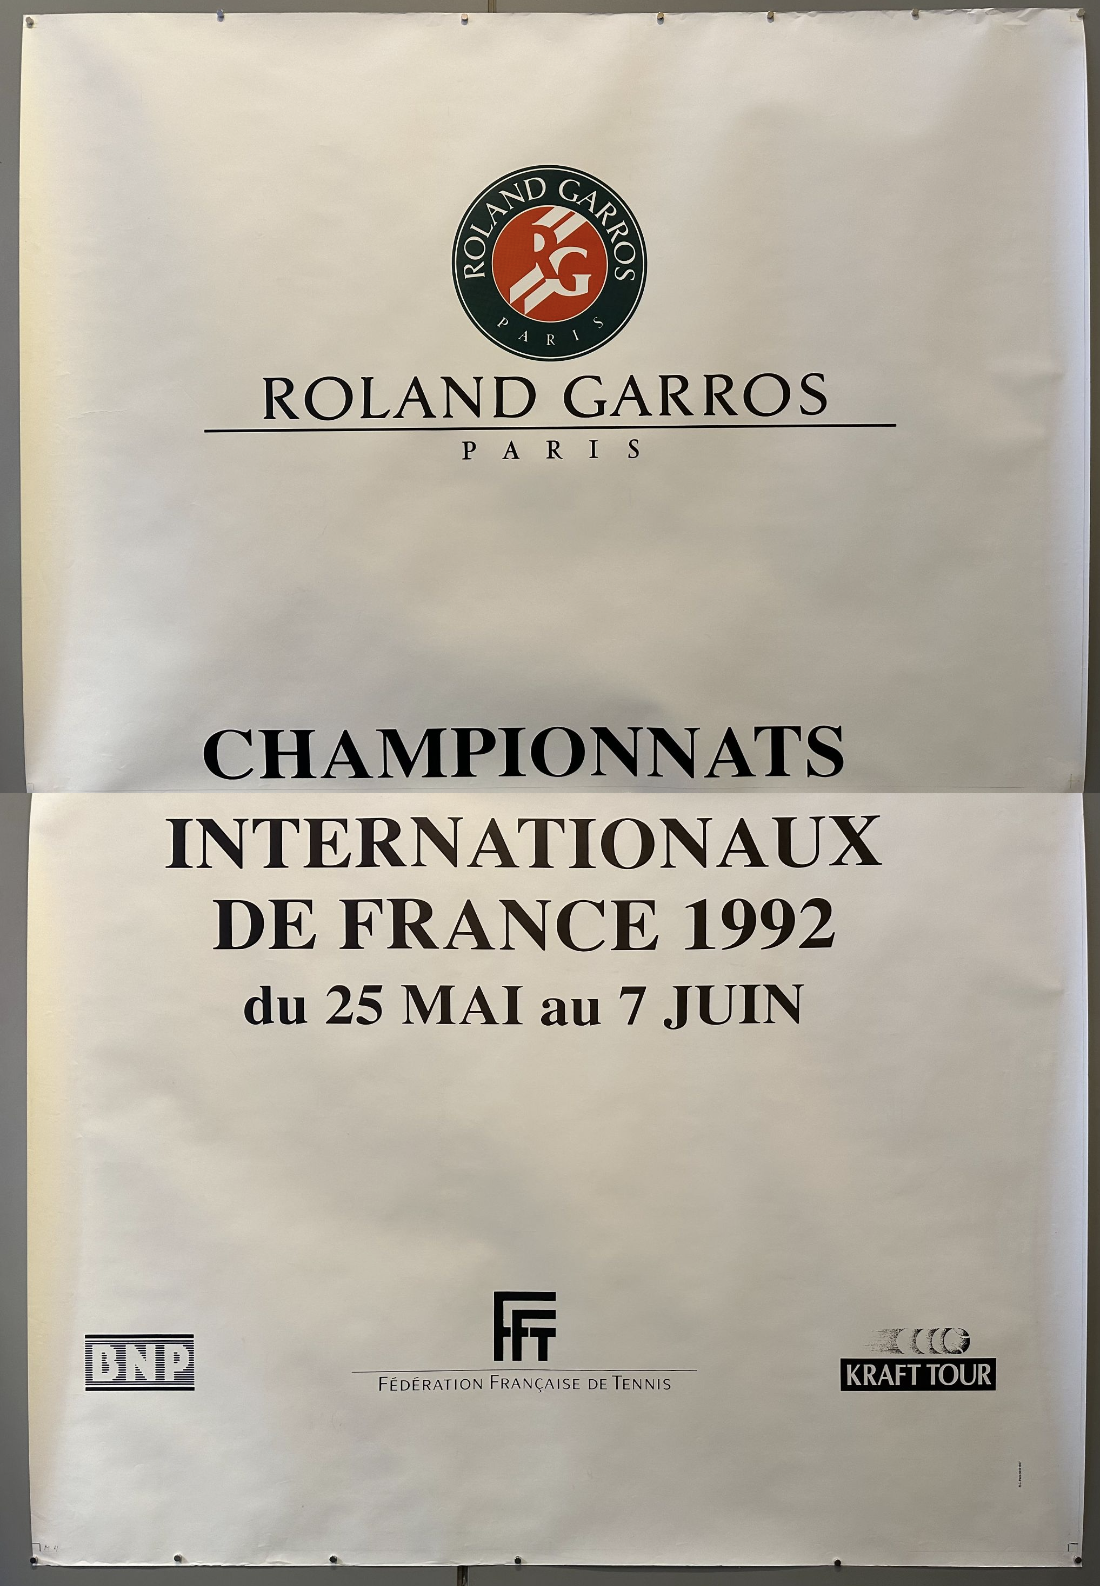 ROLAND GARROS
RG
PARIS
ROLAND GARROS
PARIS
CHAMPIONNATS
INTERNATIONAUX
DE FRANCE 1992
du 25 MAI au 7 JUIN
BNP
FFT
FÉDÉRATION FRANÇAISE DE TENNIS
KRAFT TOUR